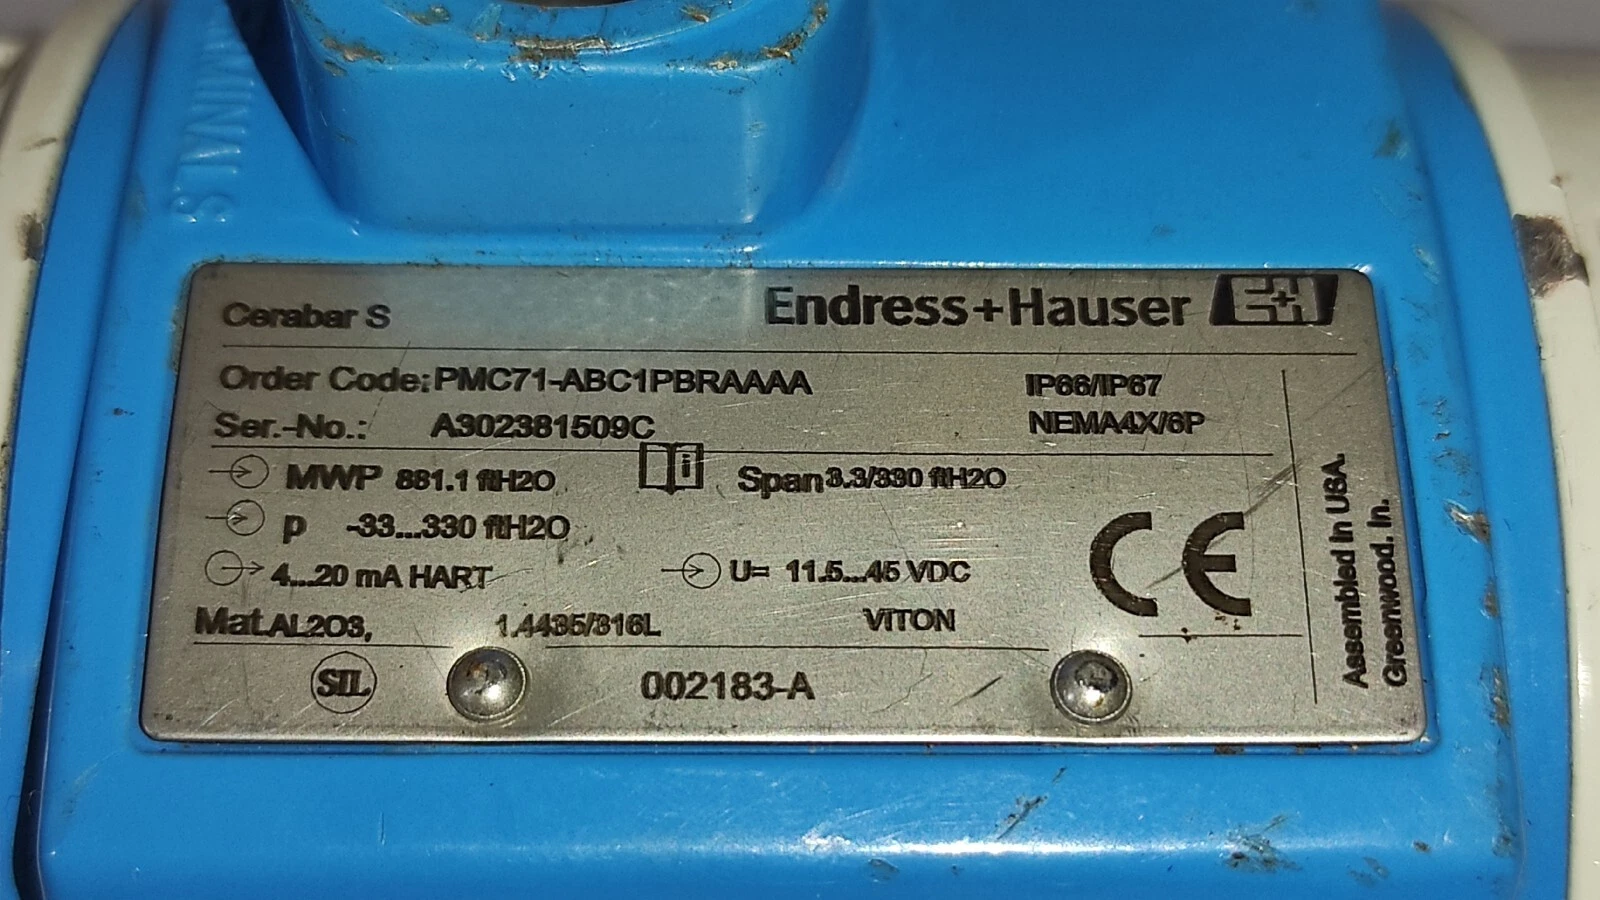 MINALS
Cerabar S
Endress+Hauser E+H
Order Code: PMC71-ABC1PBRAAAA IP66/IP67
Ser.-No.: A302381509C NEMA4X/6P
MWP 881.1 ftH2O i Span 3.3/330 ftH2O
p -33...330 ftH2O
4...20 mA HART U= 11.5...45 VDC
Mat. AL2O3, 1.4435/316L VITON
CE
SIL 002183-A
Assembled in USA.
Greenwood. In.